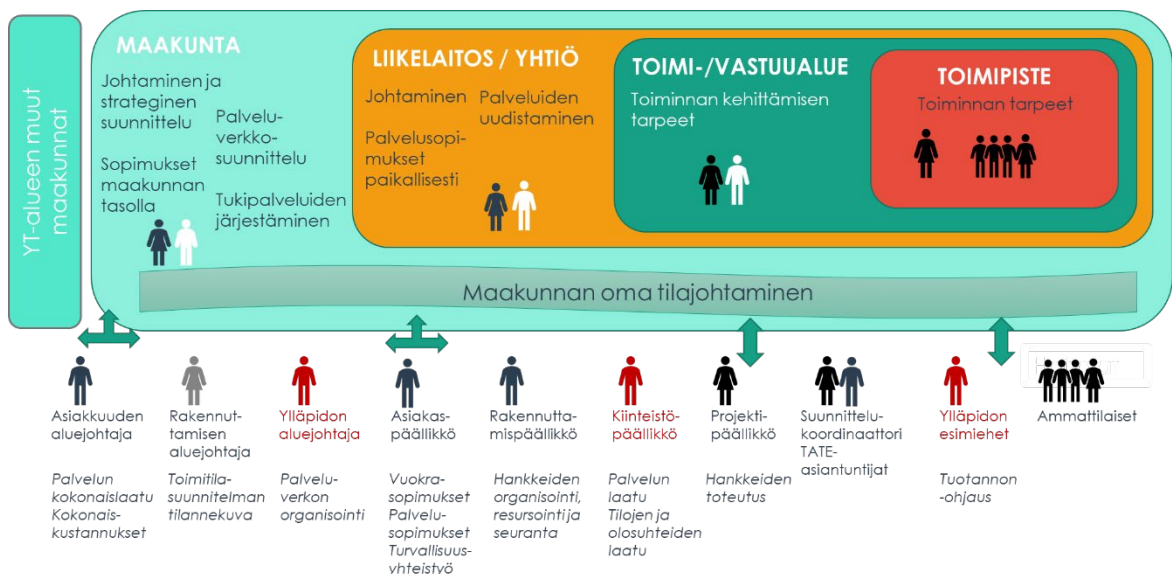 YT-alueen muut
maakunnat
MAAKUNTA
Johtaminen ja
strateginen
suunnittelu
Palvelu-
verkko-
suunnittelu
Sopimukset
maakunnan
tasolla
Tukipalveluiden
järjestäminen
LIIKELAITOS / YHTIÖ
Johtaminen
Palveluiden
uudistaminen
Palvelusopi-
mukset
paikallisesti
TOIMI-/VASTUUALUE
Toiminnan kehittämisen
tarpeet
TOIMIPISTE
Toiminnan tarpeet
Maakunnan oma tilajohtaminen
Asiakkuuden
aluejohtaja
Palvelun
kokonaislaatu
Kokonais-
kustannukset
Rakennut-
tamisen
aluejohtaja
Toimitila-
suunnitelman
tilannekuva
Ylläpidon
aluejohtaja
Palvelu-
verkon
organisointi
Asiakas-
päällikkö
Vuokra-
sopimukset
Palvelu-
sopimukset
Turvallisuus-
yhteistyö
Rakennutta-
mispäällikkö
Hankkeiden
organisointi,
resursointi ja
seuranta
Kiinteistö-
päällikkö
Palvelun
laatu
Tilojen ja
olosuhteiden
laatu
Projekti-
päällikkö
Hankkeiden
toteutus
Suunnittelu-
koordinaattori
TATE-
asiantuntijat
Ylläpidon
esimiehet
Tuotannon
-ohjaus
Ammattilaiset